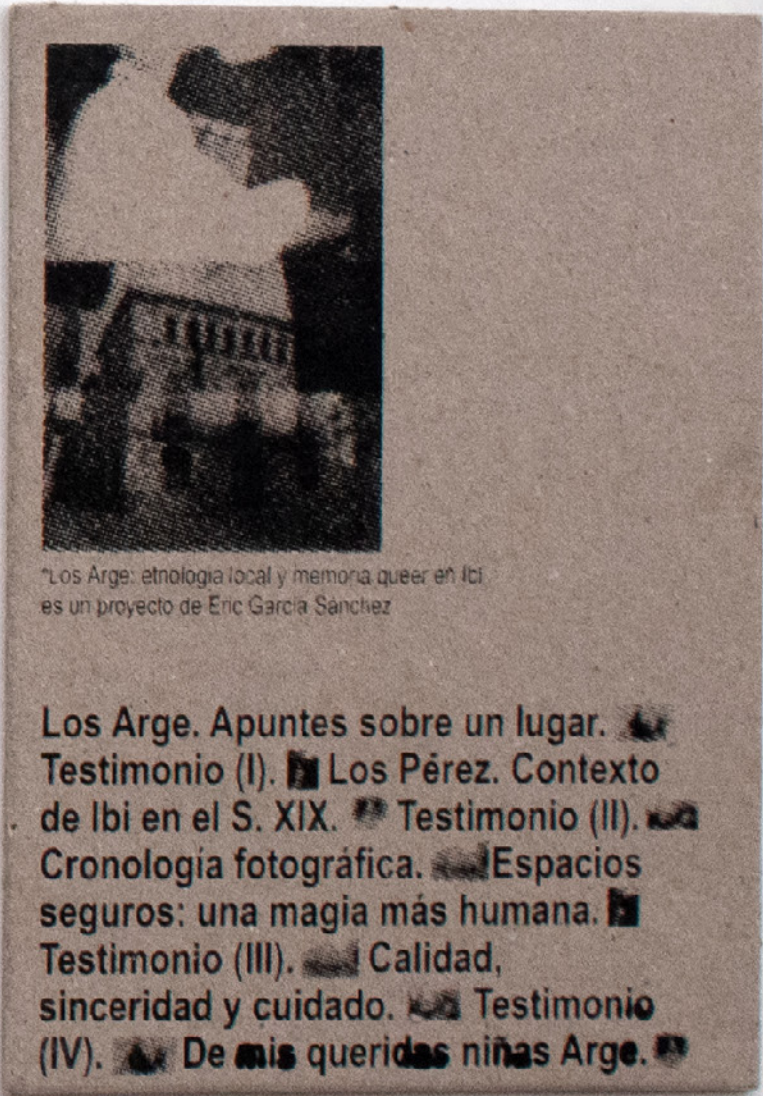 "Los Arge: etnología local y memoria queer en Ibi
es un proyecto de Eric García Sánchez
Los Arge. Apuntes sobre un lugar.
Testimonio (I). Los Pérez. Contexto
de Ibi en el S. XIX. Testimonio (II).
Cronología fotográfica. Espacios
seguros: una magia más humana.
Testimonio (III). Calidad,
sinceridad y cuidado. Testimonio
(IV). De mis queridas niñas Arge.